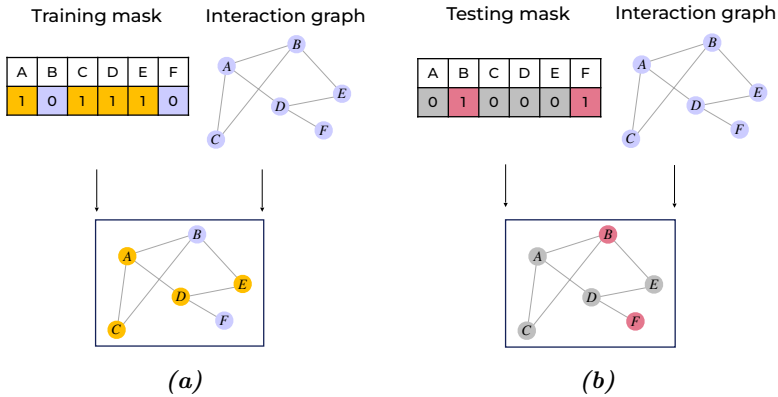 Training mask
Interaction graph
A B C D E F
1 0 1 1 1 0
A
B
C
D
E
F
A
B
C
D
E
F
(a)
Testing mask
Interaction graph
A B C D E F
0 1 0 0 0 1
A
B
C
D
E
F
A
B
C
D
E
F
(b)